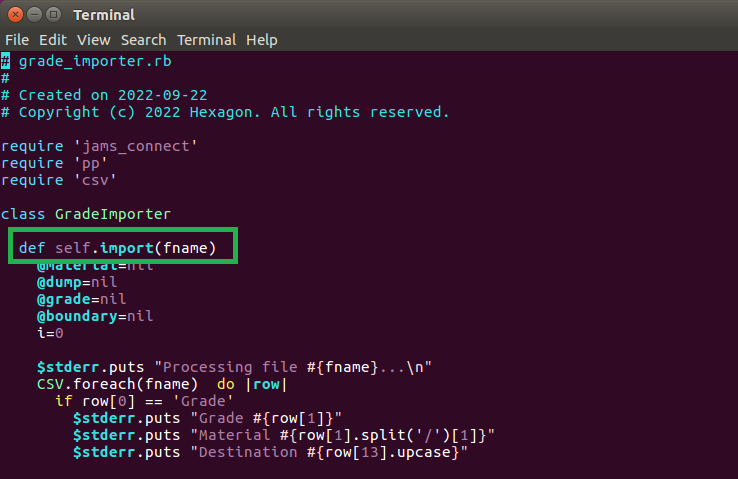 Terminal
File Edit View Search Terminal Help
# grade_importer.rb
#
# Created on 2022-09-22
# Copyright (c) 2022 Hexagon. All rights reserved.
require 'jams_connect'
require 'pp'
require 'csv'
class GradeImporter
def self.import(fname)
@material=nil
@dump=nil
@grade=nil
@boundary=nil
i=0
$stderr.puts "Processing file #{fname}...\n"
CSV.foreach(fname)  do |row|
if row[0] == 'Grade'
$stderr.puts "Grade #{row[1]}"
$stderr.puts "Material #{row[1].split('/')[1]}"
$stderr.puts "Destination #{row[13].upcase}"